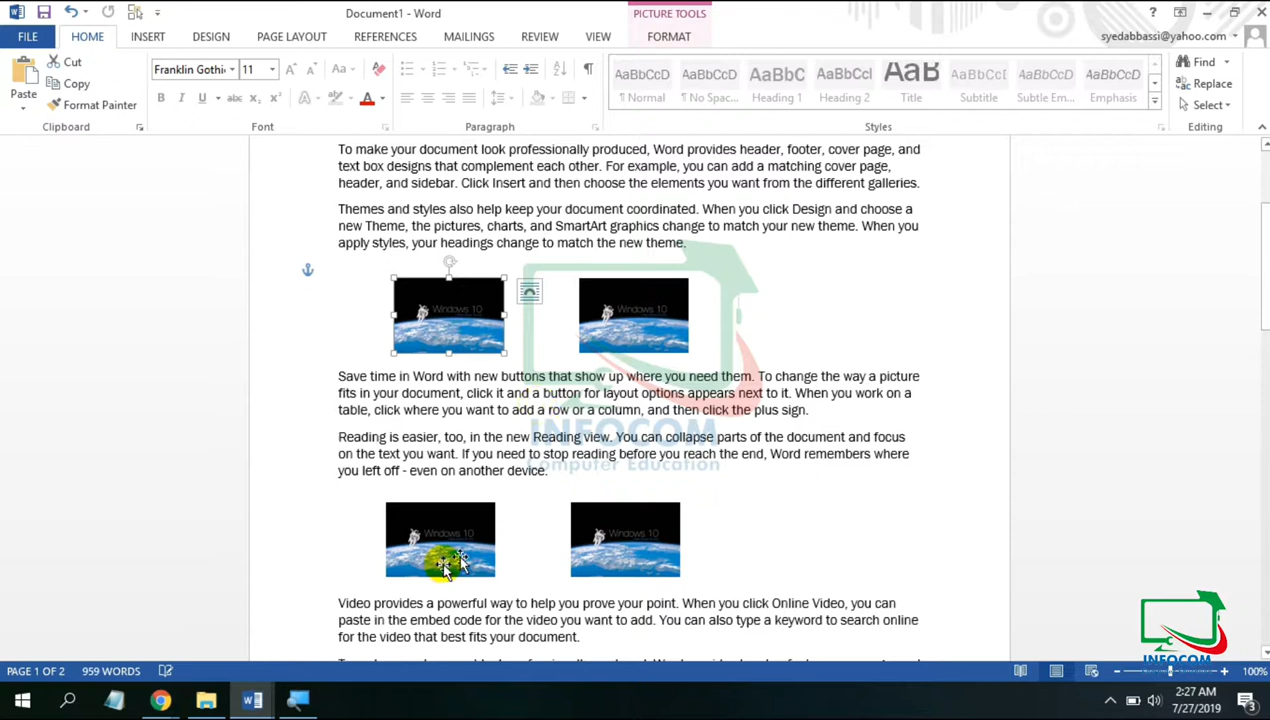 Document1 - Word
PICTURE TOOLS
FILE
HOME
INSERT
DESIGN
PAGE LAYOUT
REFERENCES
MAILINGS
REVIEW
VIEW
FORMAT
syedabbassi@yahoo.com
Paste
Cut
Copy
Format Painter
Clipboard
Franklin Gothi
11
Font
Paragraph
AaBbCcD
¶ Normal
AaBbCcD
¶ No Spac...
AaBbC
Heading 1
AaBbCcI
Heading 2
AaB
Title
AaBbCcD
Subtitle
AaBbCcD
Subtle Em...
AaBbCcD
Emphasis
Styles
Find
Replace
Select
Editing
To make your document look professionally produced, Word provides header, footer, cover page, and
text box designs that complement each other. For example, you can add a matching cover page,
header, and sidebar. Click Insert and then choose the elements you want from the different galleries.
Themes and styles also help keep your document coordinated. When you click Design and choose a
new Theme, the pictures, charts, and SmartArt graphics change to match your new theme. When you
apply styles, your headings change to match the new theme.
Windows 10
Windows 10
Save time in Word with new buttons that show up where you need them. To change the way a picture
fits in your document, click it and a button for layout options appears next to it. When you work on a
table, click where you want to add a row or a column, and then click the plus sign.
INFOCOM
Computer Education
Reading is easier, too, in the new Reading view. You can collapse parts of the document and focus
on the text you want. If you need to stop reading before you reach the end, Word remembers where
you left off - even on another device.
Windows 10
Windows 10
Video provides a powerful way to help you prove your point. When you click Online Video, you can
paste in the embed code for the video you want to add. You can also type a keyword to search online
for the video that best fits your document.
INFOCOM
PAGE 1 OF 2
959 WORDS
100%
2:27 AM
7/27/2019
3